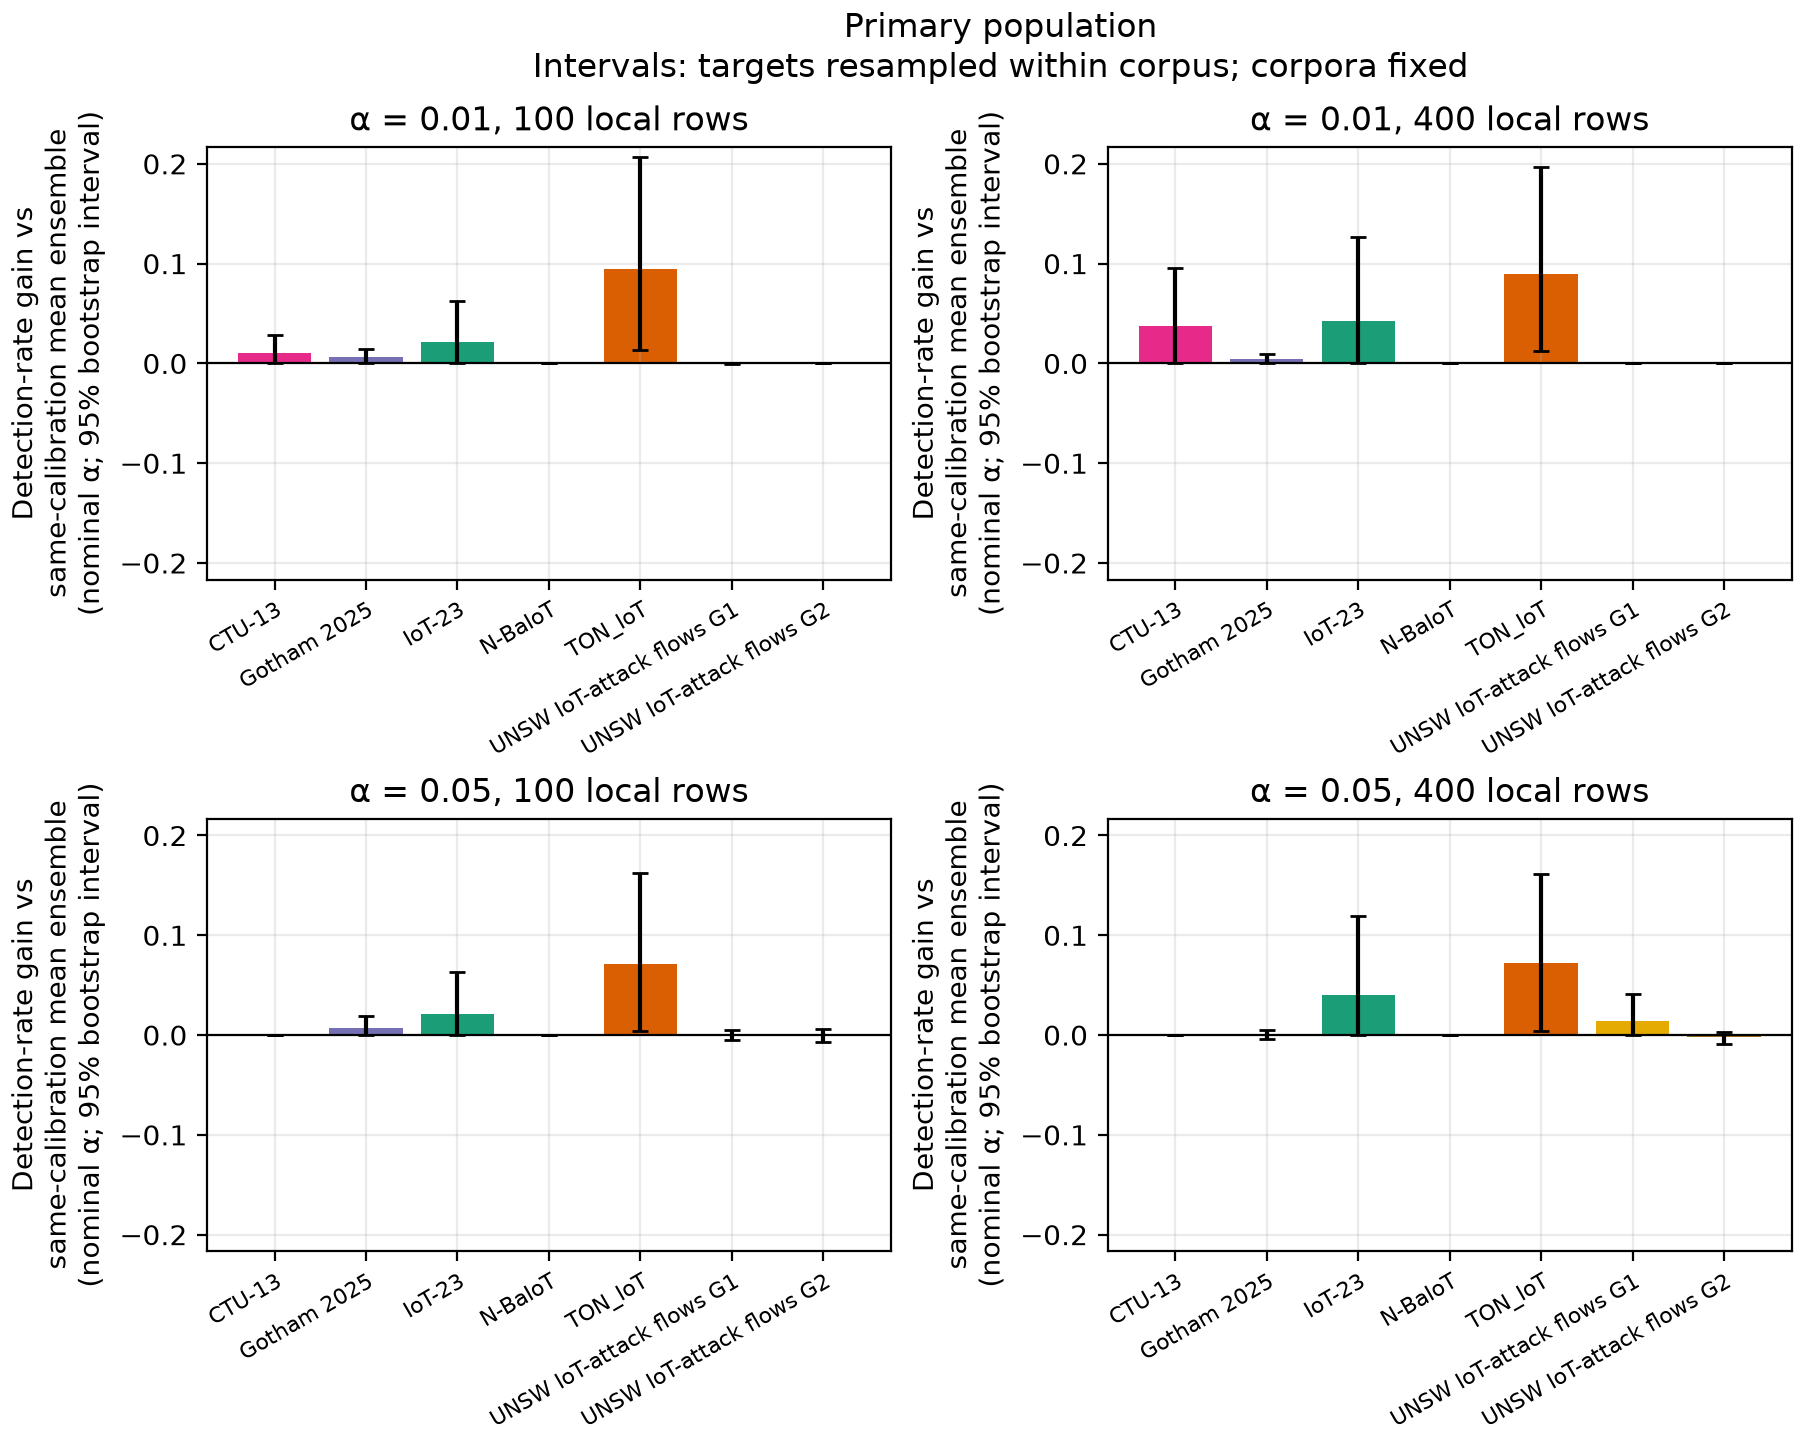 Primary population
Intervals: targets resampled within corpus; corpora fixed
α = 0.01, 100 local rows
Detection-rate gain vs
same-calibration mean ensemble
(nominal α; 95% bootstrap interval)
0.2
0.1
0.0
−0.1
−0.2
CTU-13
Gotham 2025
IoT-23
N-BaIoT
TON_IoT
UNSW IoT-attack flows G1
UNSW IoT-attack flows G2
α = 0.01, 400 local rows
Detection-rate gain vs
same-calibration mean ensemble
(nominal α; 95% bootstrap interval)
0.2
0.1
0.0
−0.1
−0.2
CTU-13
Gotham 2025
IoT-23
N-BaIoT
TON_IoT
UNSW IoT-attack flows G1
UNSW IoT-attack flows G2
α = 0.05, 100 local rows
Detection-rate gain vs
same-calibration mean ensemble
(nominal α; 95% bootstrap interval)
0.2
0.1
0.0
−0.1
−0.2
CTU-13
Gotham 2025
IoT-23
N-BaIoT
TON_IoT
UNSW IoT-attack flows G1
UNSW IoT-attack flows G2
α = 0.05, 400 local rows
Detection-rate gain vs
same-calibration mean ensemble
(nominal α; 95% bootstrap interval)
0.2
0.1
0.0
−0.1
−0.2
CTU-13
Gotham 2025
IoT-23
N-BaIoT
TON_IoT
UNSW IoT-attack flows G1
UNSW IoT-attack flows G2